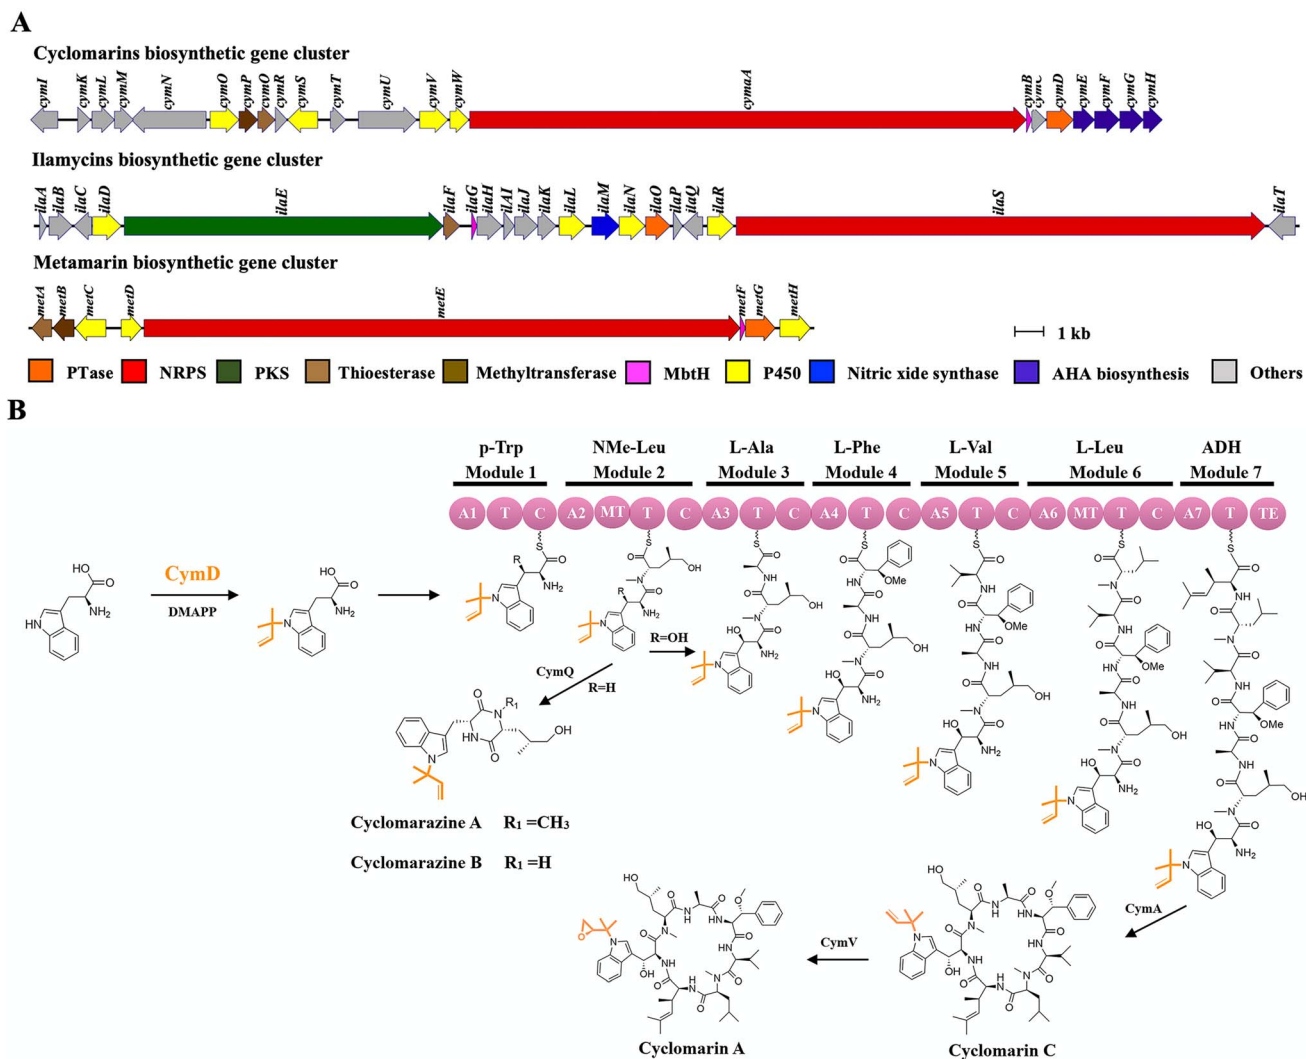 A
Cyclomarins biosynthetic gene cluster
cymI cymK cymL cymM cymN cymO cymP cymQ cymR cymS cymT cymU cymV cymW cymaA cymB cymC cymD cymE cymF cymG cymH
Ilamycins biosynthetic gene cluster
ilaA ilaB ilaC ilaD ilaE ilaF ilaG ilaH ilAI ilaJ ilaK ilaL ilaM ilaN ilaO ilaP ilaQ ilaR ilaS ilaT
Metamarin biosynthetic gene cluster
metA metB metC metD metE metF metG metH
1 kb
PTase NRPS PKS Thioesterase Methyltransferase MbtH P450 Nitric xide synthase AHA biosynthesis Others
B
p-Trp NMe-Leu L-Ala L-Phe L-Val L-Leu ADH
Module 1 Module 2 Module 3 Module 4 Module 5 Module 6 Module 7
A1 T C A2 MT T C A3 T C A4 T C A5 T C A6 MT T C A7 T TE
CymD
DMAPP
R=OH
CymQ
R=H
Cyclomarazine A R1 =CH3
Cyclomarazine B R1 =H
CymA
CymV
Cyclomarin A
Cyclomarin C